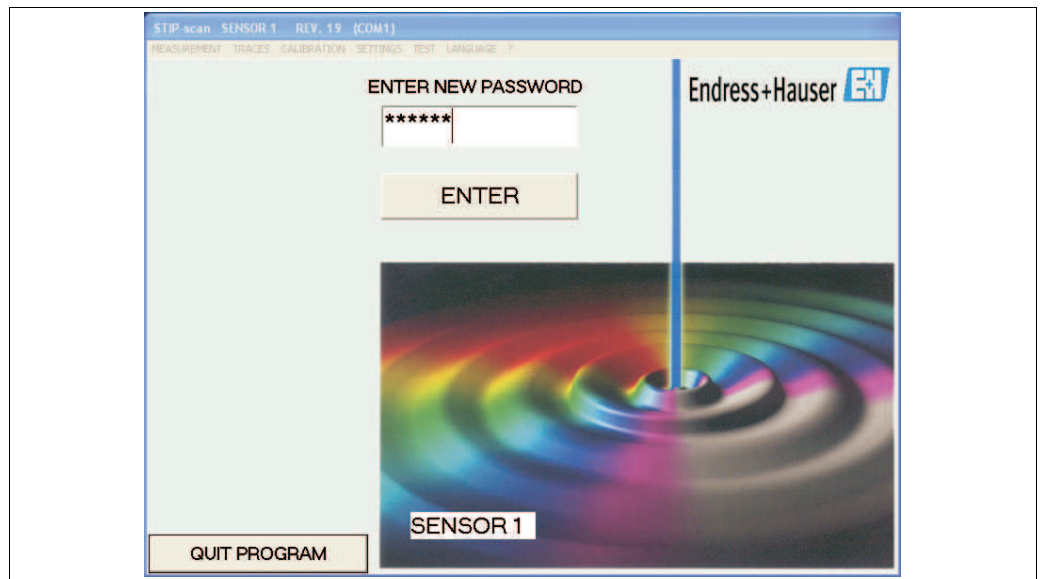 STIP-scan SENSOR 1 REV. 19 (COM1)
MEASUREMENT TRACES CALIBRATION SETTINGS TEST LANGUAGE ?
ENTER NEW PASSWORD
Endress+Hauser EH
******
ENTER
SENSOR 1
QUIT PROGRAM